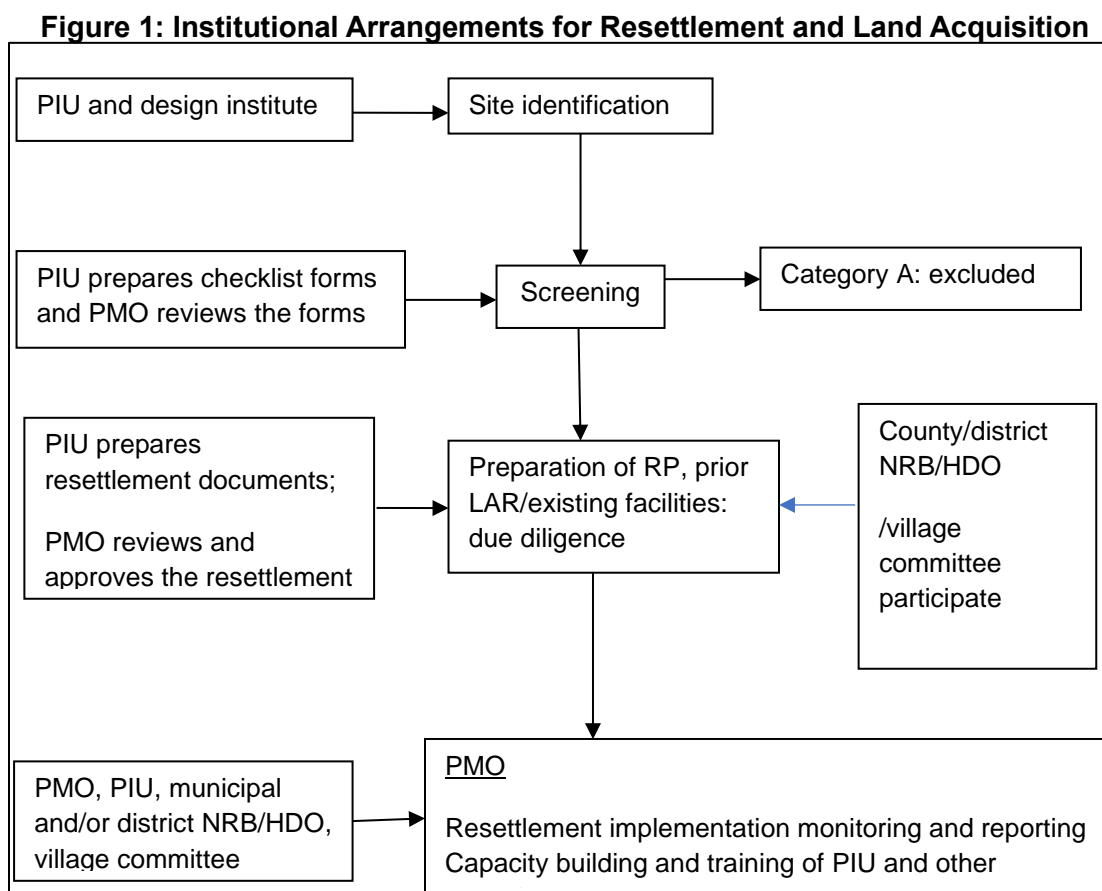 Figure 1: Institutional Arrangements for Resettlement and Land Acquisition
PIU and design institute
Site identification
PIU prepares checklist forms
and PMO reviews the forms
Screening
Category A: excluded
PIU prepares
resettlement documents;
PMO reviews and
approves the resettlement
Preparation of RP, prior
LAR/existing facilities:
due diligence
County/district
NRB/HDO
/village
committee
participate
PMO, PIU, municipal
and/or district NRB/HDO,
village committee
PMO
Resettlement implementation monitoring and reporting
Capacity building and training of PIU and other